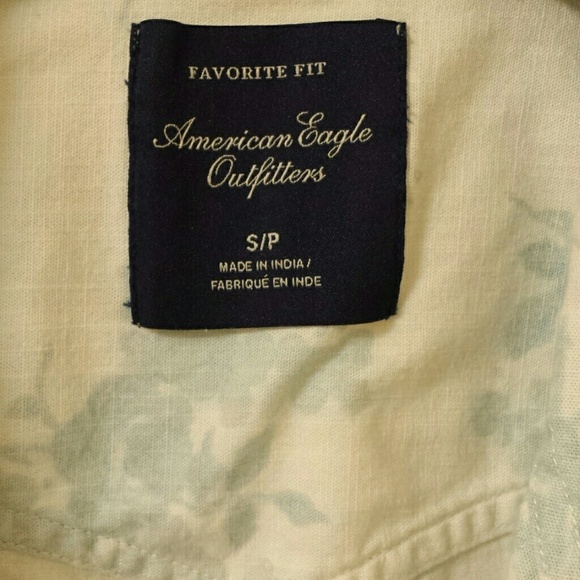 FAVORITE FIT
American Eagle
Outfitters
S/P
MADE IN INDIA /
FABRIQUÉ EN INDE